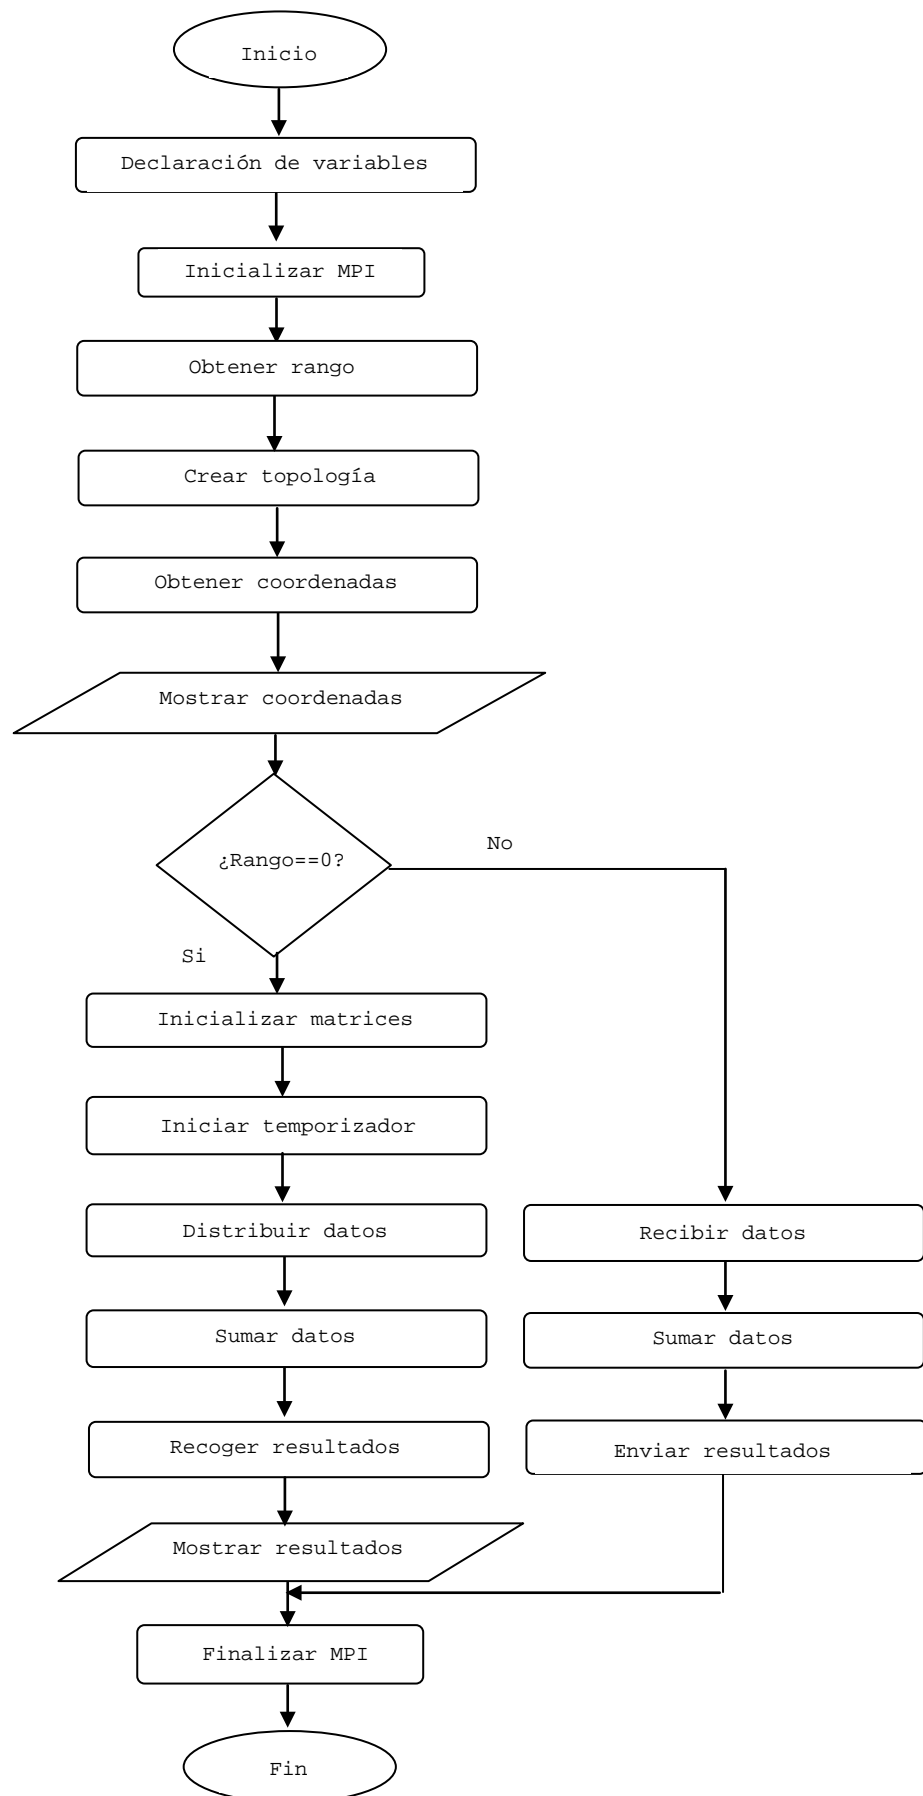 Inicio
Declaración de variables
Inicializar MPI
Obtener rango
Crear topología
Obtener coordenadas
Mostrar coordenadas
¿Rango==0?
No
Si
Inicializar matrices
Iniciar temporizador
Distribuir datos
Sumar datos
Recoger resultados
Mostrar resultados
Recibir datos
Sumar datos
Enviar resultados
Finalizar MPI
Fin